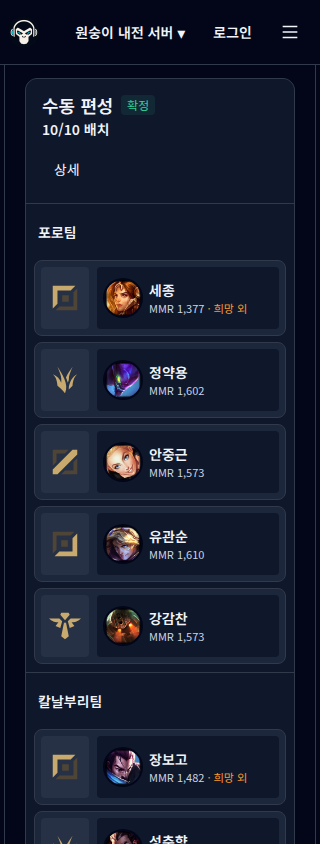 원숭이 내전 서버 ▾
로그인
수동 편성 확정
10/10 배치
상세
포로팀
세종
MMR 1,377 · 희망 외
정약용
MMR 1,602
안중근
MMR 1,573
유관순
MMR 1,610
강감찬
MMR 1,573
칼날부리팀
장보고
MMR 1,482 · 희망 외
성춘향